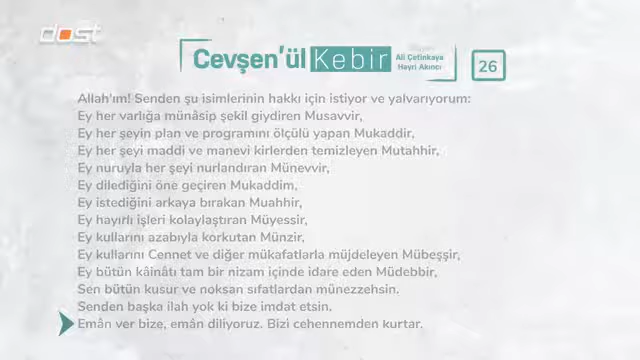 dost
Cevşen'ül Kebir
Ali Çetinkaya
Hayri Akıncı
26
Allah'ım! Senden şu isimlerinin hakkı için istiyor ve yalvarıyorum:
Ey her varlığa münâsip şekil giydiren Musavvir,
Ey her şeyin plan ve programını ölçülü yapan Mukaddir,
Ey her şeyi maddi ve manevi kirlerden temizleyen Mutahhir,
Ey nuruyla her şeyi nurlandıran Münevvir,
Ey dilediğini öne geçiren Mukaddim,
Ey istediğini arkaya bırakan Muahhir,
Ey hayırlı işleri kolaylaştıran Müyessir,
Ey kullarını azabıyla korkutan Münzir,
Ey kullarını Cennet ve diğer mükafatlarla müjdeleyen Mübeşşir,
Ey bütün kâinâtı tam bir nizam içinde idare eden Müdebbir,
Sen bütün kusur ve noksan sıfatlardan münezzehsin.
Senden başka ilah yok ki bize imdat etsin.
Emân ver bize, emân diliyoruz. Bizi cehennemden kurtar.